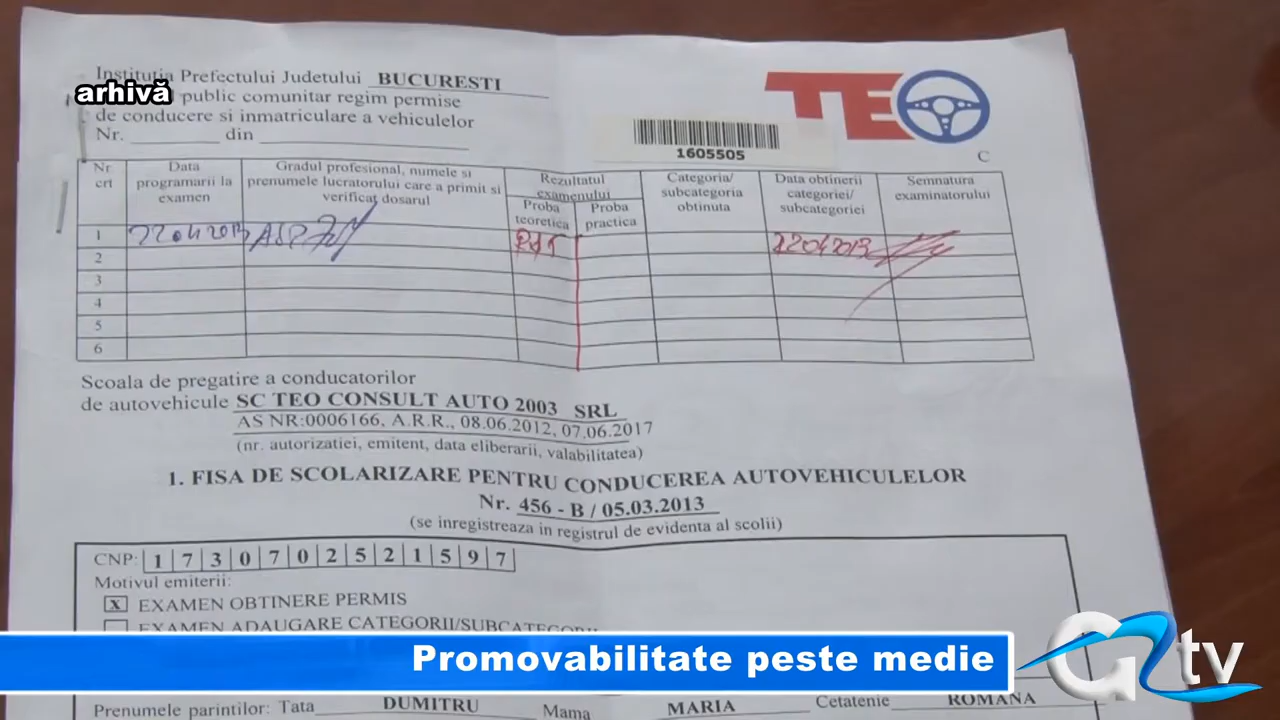 Institutia Prefectului Judetului BUCURESTI
arhivă
public comunitar regim permise
de conducere si inmatriculare a vehiculelor
Nr. din
TEO
1605505
C
Nr crt
Data programarii la examen
Gradul profesional, numele si prenumele lucratorului care a primit si verificat dosarul
Rezultatul examenului
Proba teoretica
Proba practica
Categoria/ subcategoria obtinuta
Data obtinerii categoriei/ subcategoriei
Semnatura examinatorului
1 22042013 22042013
2
3
4
5
6
Scoala de pregatire a conducatorilor
de autovehicule SC TEO CONSULT AUTO 2003 SRL
AS NR:0006166, A.R.R., 08.06.2012, 07.06.2017
(nr. autorizatiei, emitent, data eliberarii, valabilitatea)
1. FISA DE SCOLARIZARE PENTRU CONDUCEREA AUTOVEHICULELOR
Nr. 456 - B / 05.03.2013
(se inregistreaza in registrul de evidenta al scolii)
CNP: 1 7 3 0 7 0 2 5 2 1 5 9 7
Motivul emiterii:
X EXAMEN OBTINERE PERMIS
EXAMEN ADAUGARE CATEGORII/SUBCATEGORII
Promovabilitate peste medie
G2 tv
Prenumele parintilor: Tata DUMITRU Mama MARIA Cetatenie ROMANA